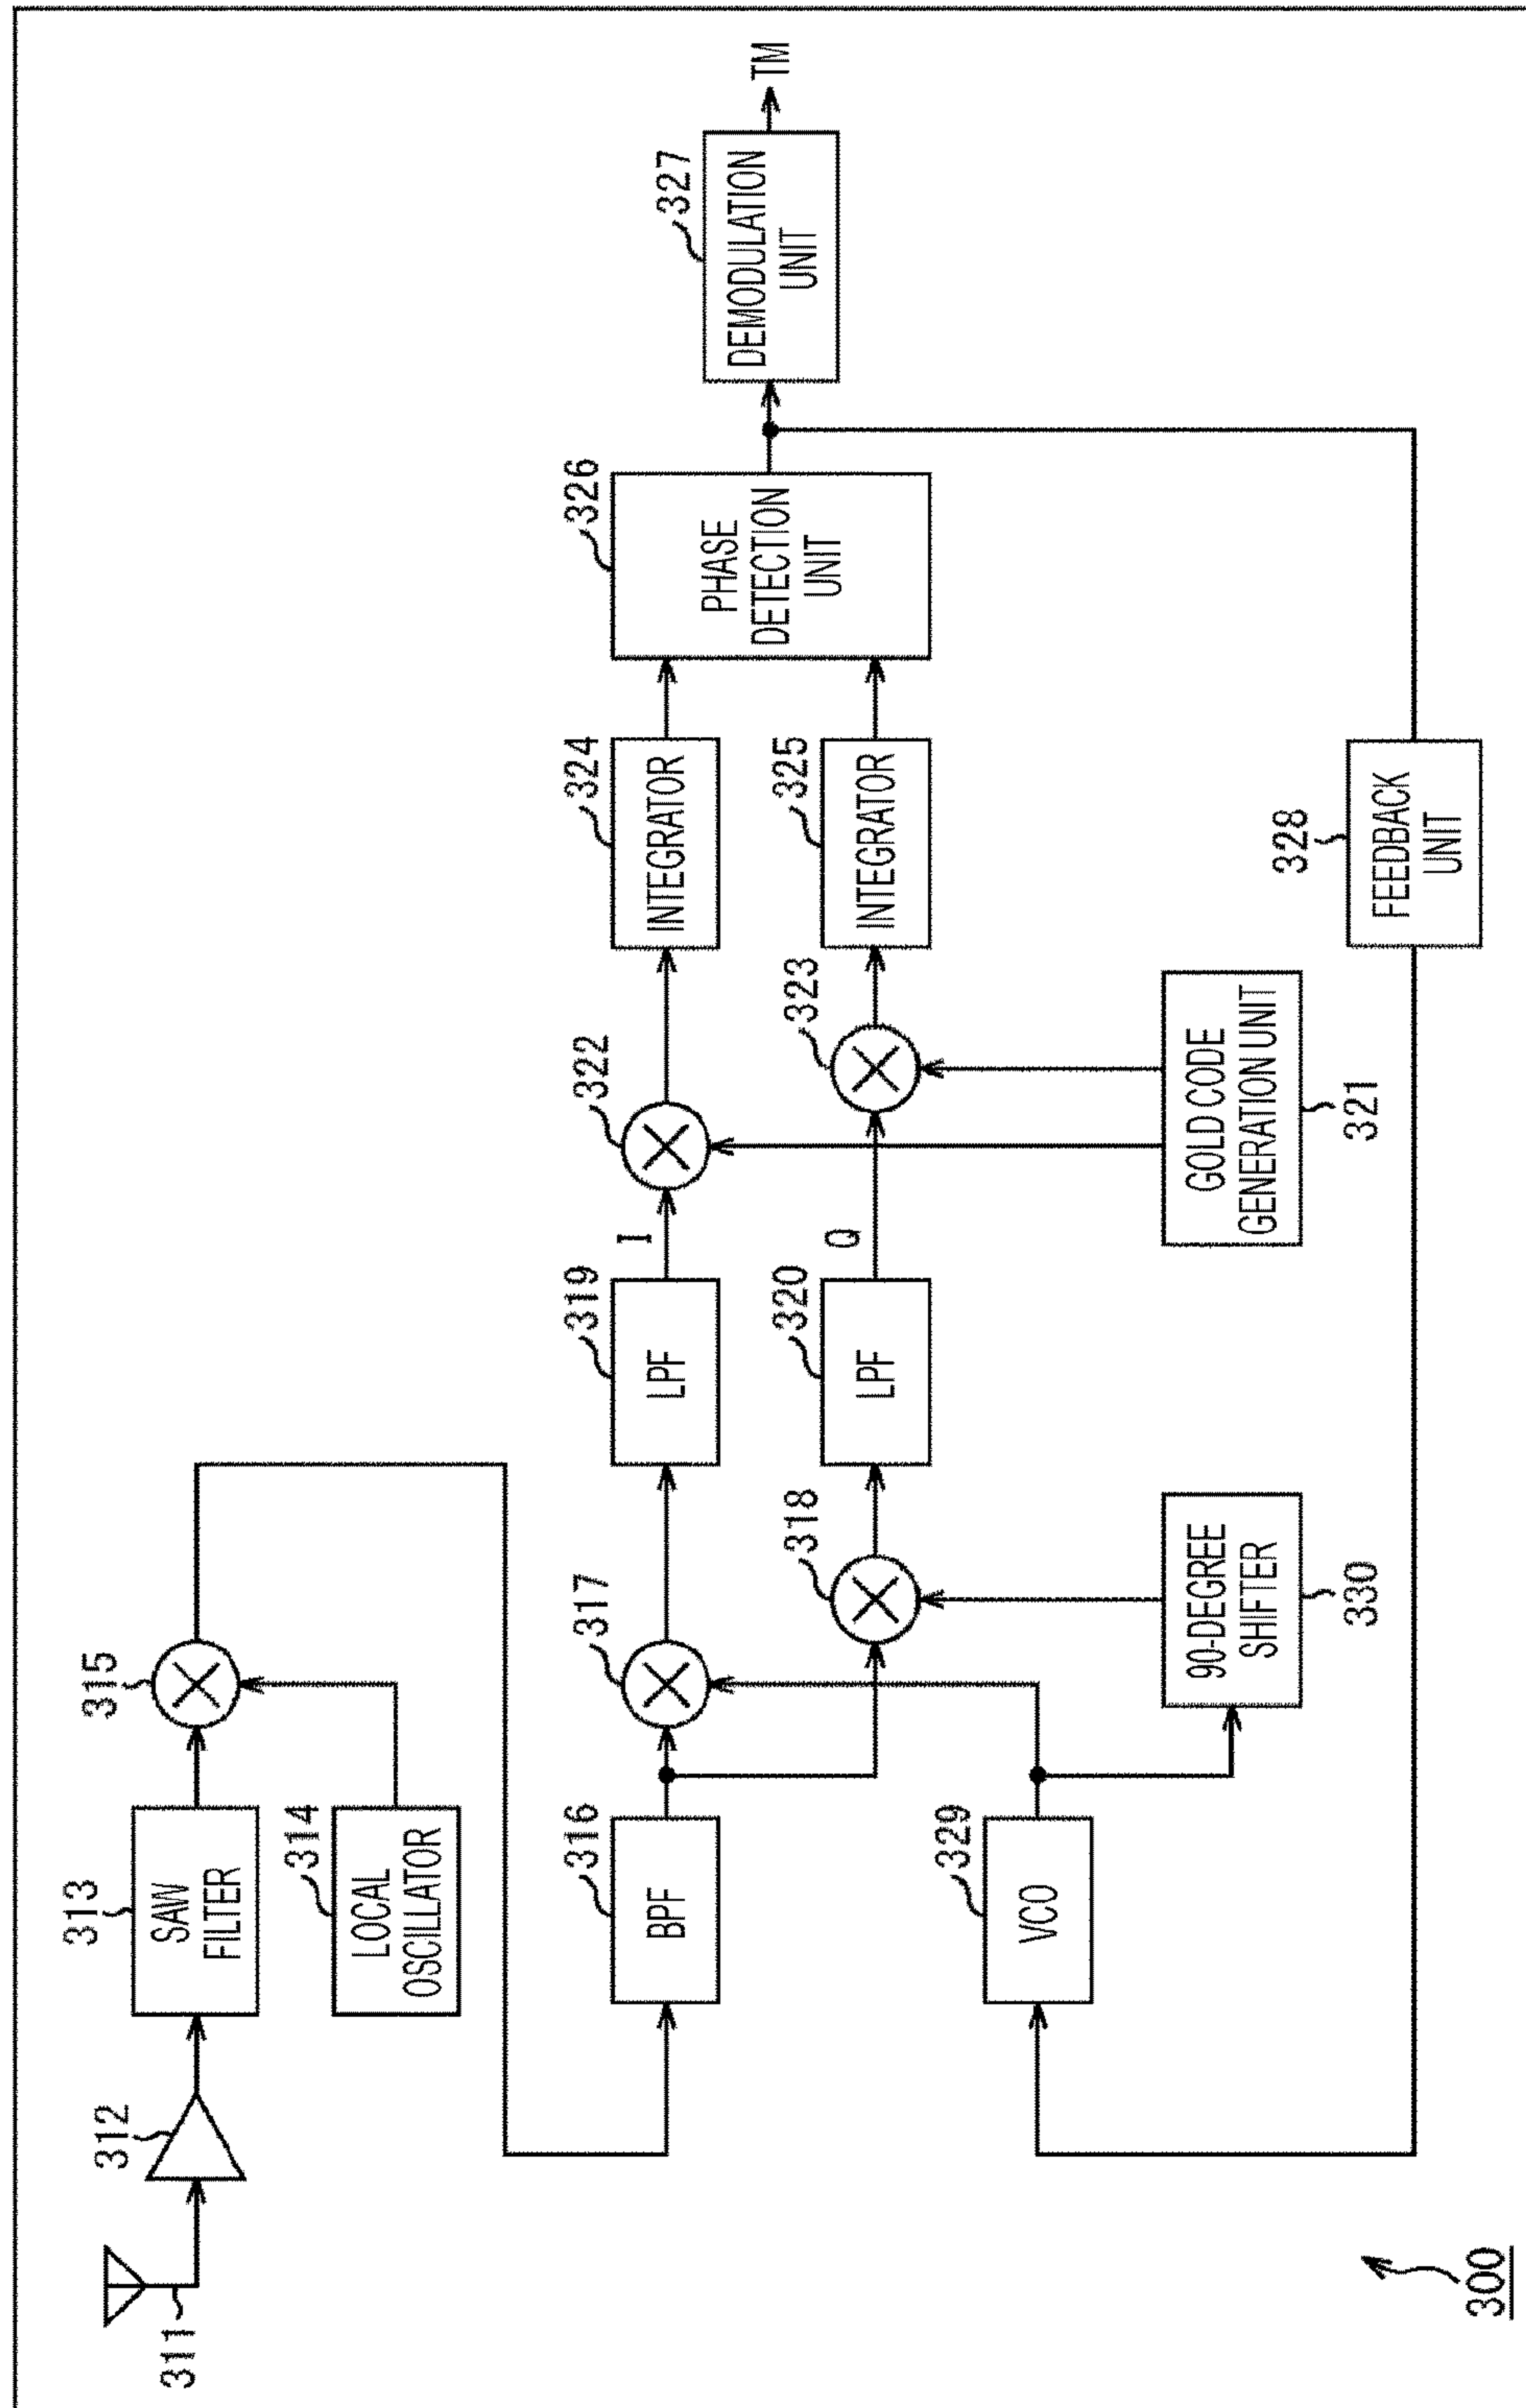 311
312
313
SAW
FILTER
314
LOCAL
OSCILLATOR
315
316
BPF
317
318
319
LPF
I
320
LPF
Q
322
323
324
INTEGRATOR
325
INTEGRATOR
326
PHASE
DETECTION
UNIT
327
DEMODULATION
UNIT
TM
329
VCO
90-DEGREE
SHIFTER
330
GOLD CODE
GENERATION UNIT
321
328
FEEDBACK
UNIT
300